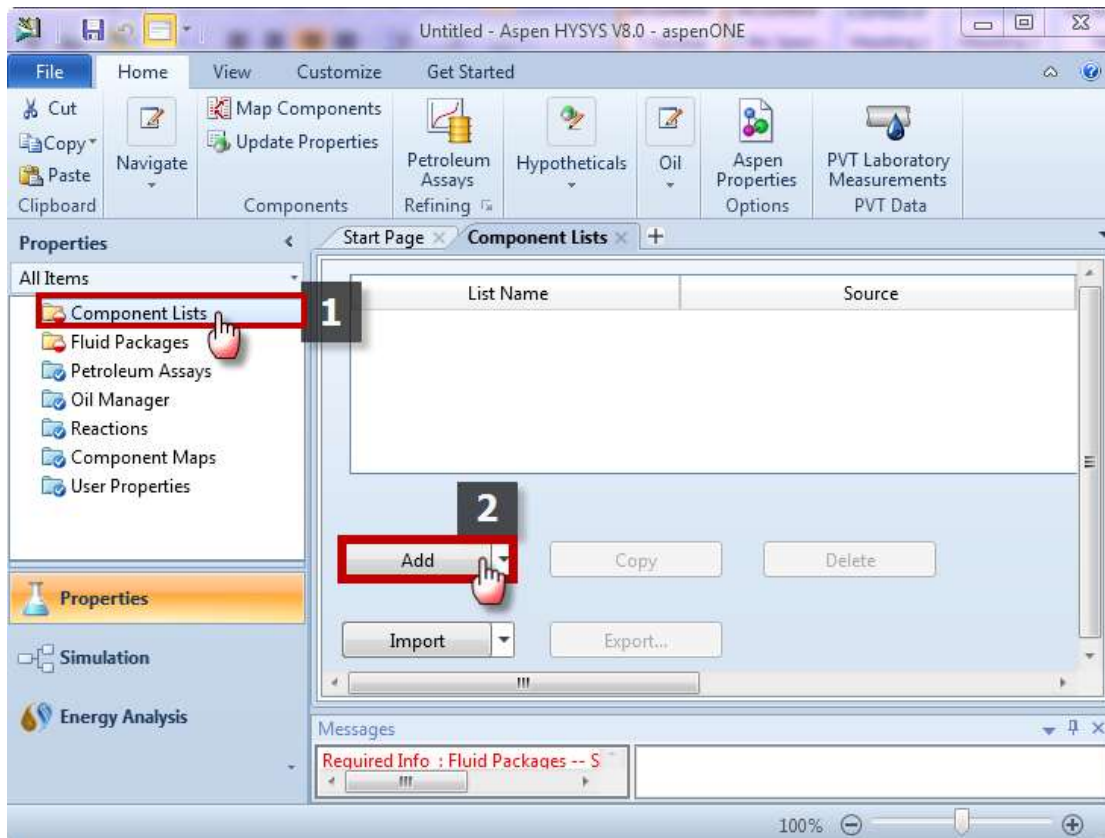 Untitled - Aspen HYSYS V8.0 - aspenONE
File Home View Customize Get Started
Cut
Copy
Paste
Clipboard
Navigate
Map Components
Update Properties
Components
Petroleum Assays
Refining
Hypotheticals
Oil
Aspen Properties
Options
PVT Laboratory Measurements
PVT Data
Properties
All Items
Component Lists
Fluid Packages
Petroleum Assays
Oil Manager
Reactions
Component Maps
User Properties
Properties
Simulation
Energy Analysis
Start Page Component Lists +
1
List Name Source
2
Add Copy Delete
Import Export...
Messages
Required Info : Fluid Packages -- S
100%